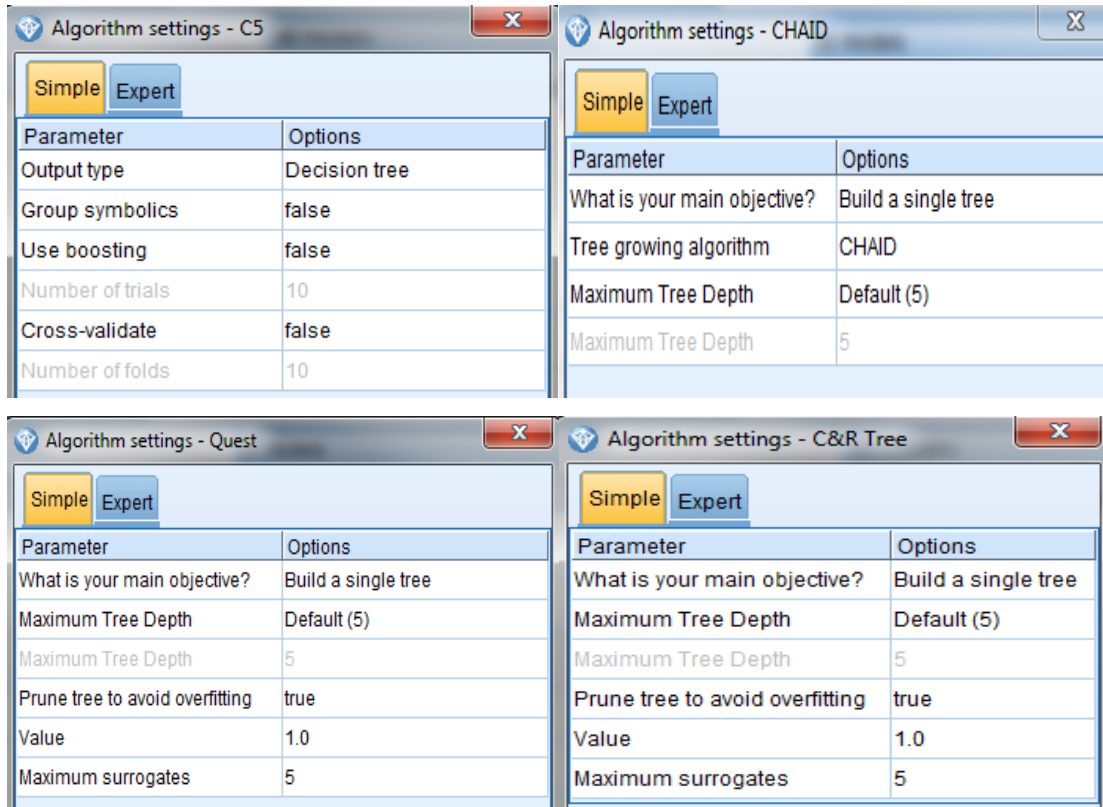 Algorithm settings - C5
Simple Expert
Parameter Options
Output type Decision tree
Group symbolics false
Use boosting false
Number of trials 10
Cross-validate false
Number of folds 10
Algorithm settings - CHAID
Simple Expert
Parameter Options
What is your main objective? Build a single tree
Tree growing algorithm CHAID
Maximum Tree Depth Default (5)
Maximum Tree Depth 5
Algorithm settings - Quest
Simple Expert
Parameter Options
What is your main objective? Build a single tree
Maximum Tree Depth Default (5)
Maximum Tree Depth 5
Prune tree to avoid overfitting true
Value 1.0
Maximum surrogates 5
Algorithm settings - C&R Tree
Simple Expert
Parameter Options
What is your main objective? Build a single tree
Maximum Tree Depth Default (5)
Maximum Tree Depth 5
Prune tree to avoid overfitting true
Value 1.0
Maximum surrogates 5